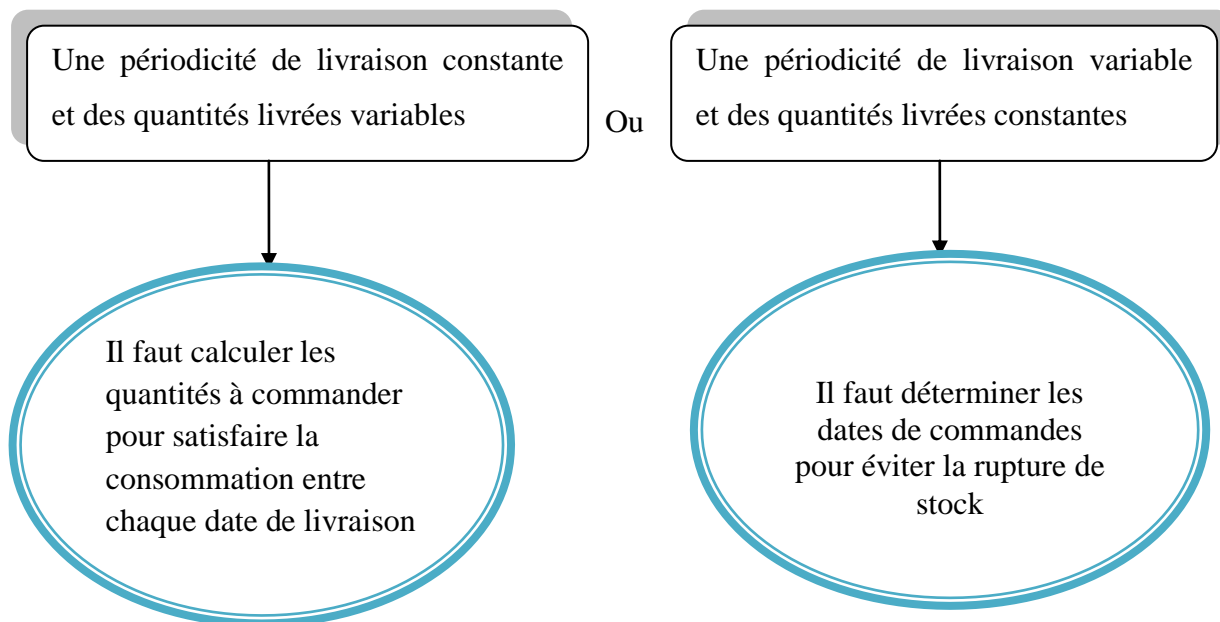 Une périodicité de livraison constante
et des quantités livrées variables
Ou
Une périodicité de livraison variable
et des quantités livrées constantes
Il faut calculer les
quantités à commander
pour satisfaire la
consommation entre
chaque date de livraison
Il faut déterminer les
dates de commandes
pour éviter la rupture de
stock